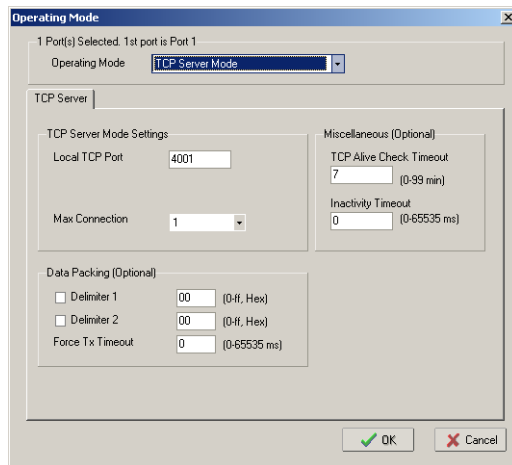 Operating Mode
1 Port(s) Selected. 1st port is Port 1
Operating Mode TCP Server Mode
TCP Server
TCP Server Mode Settings
Local TCP Port 4001
Max Connection 1
Miscellaneous (Optional)
TCP Alive Check Timeout
7 (0-99 min)
Inactivity Timeout
0 (0-65535 ms)
Data Packing (Optional)
Delimiter 1 00 (0-ff, Hex)
Delimiter 2 00 (0-ff, Hex)
Force Tx Timeout 0 (0-65535 ms)
OK Cancel